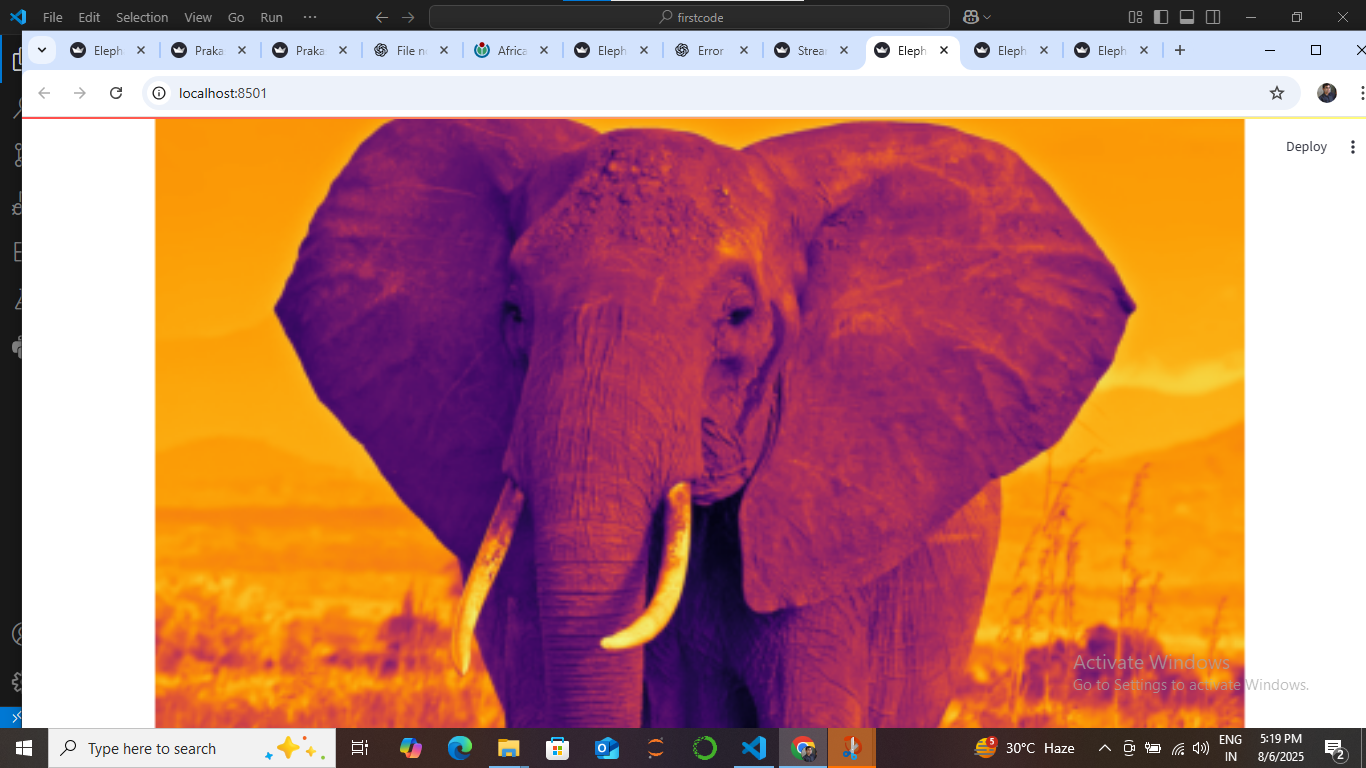 File Edit Selection View Go Run ···
firstcode
Eleph
Praka
Praka
File n
Africa
Eleph
Error
Strea
Eleph
Eleph
Eleph
localhost:8501
Deploy
Activate Windows
Go to Settings to activate Windows.
Type here to search
5
30°C Haze
ENG
IN
5:19 PM
8/6/2025
2